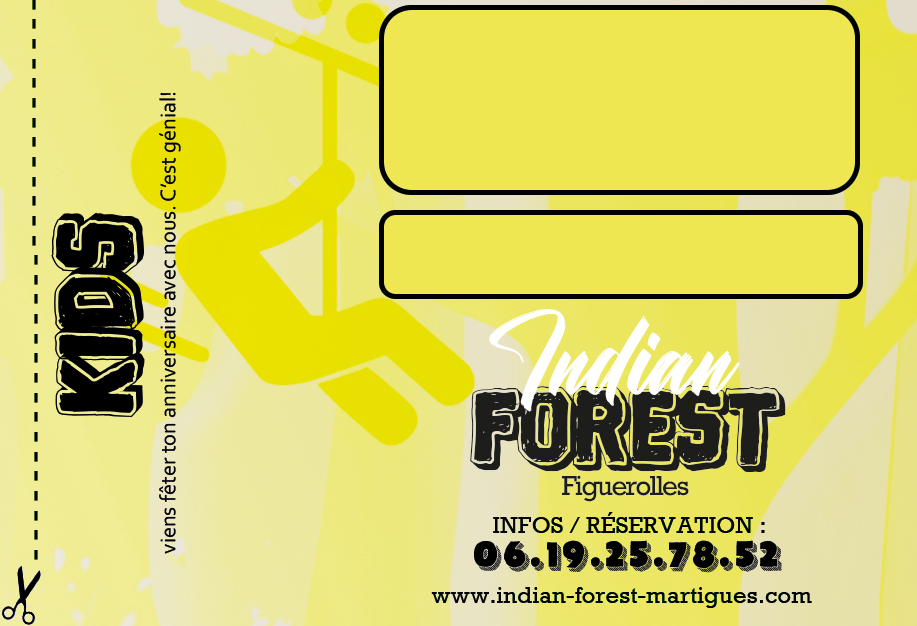 KIDS
viens fêter ton anniversaire avec nous. C'est génial!
Indian
FOREST
Figuerolles
INFOS / RÉSERVATION :
06.19.25.78.52
www.indian-forest-martigues.com